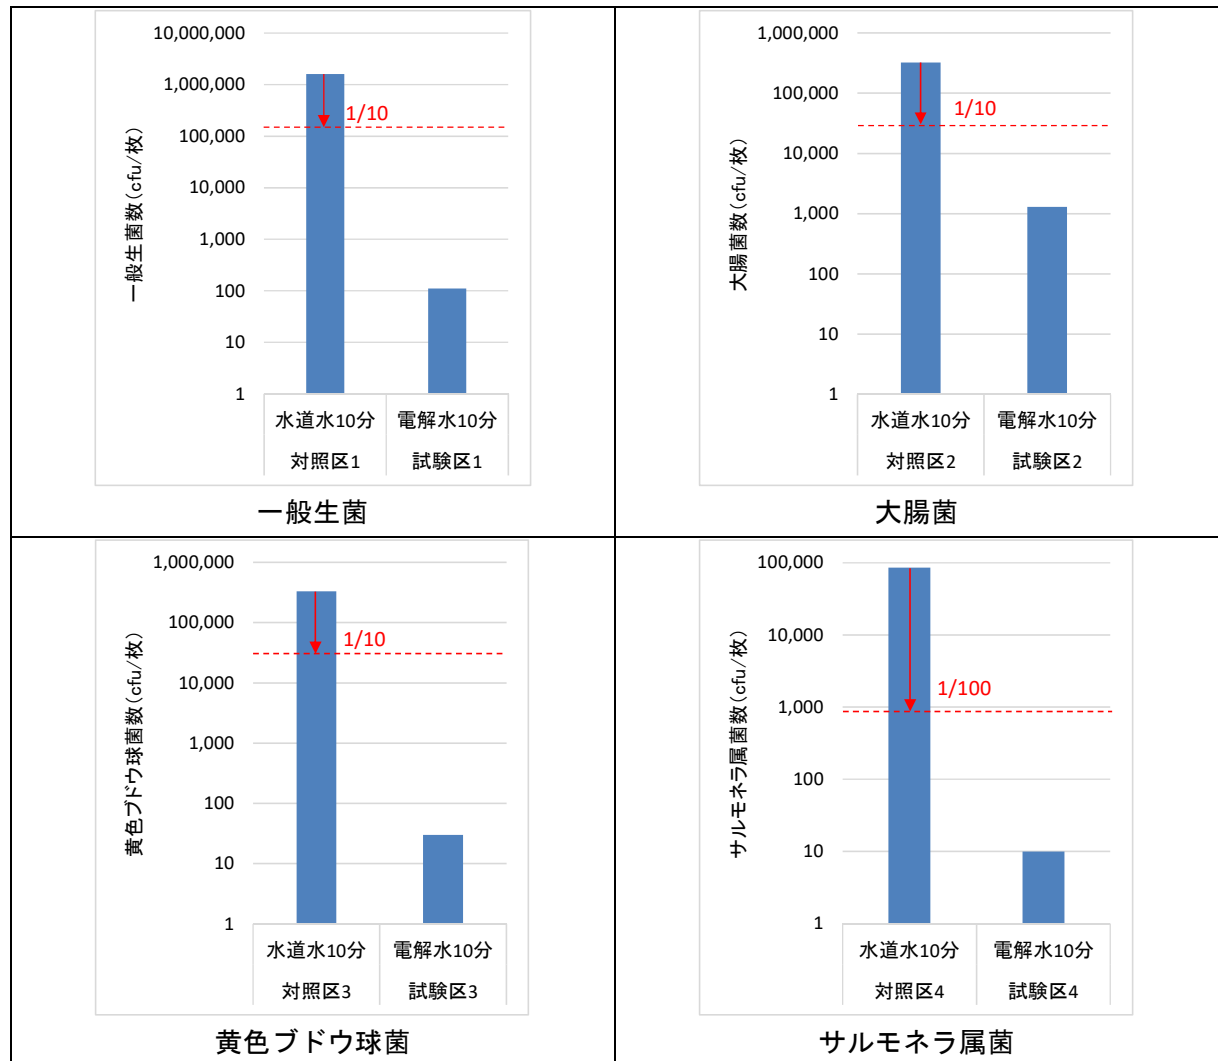 10,000,000
1,000,000
100,000
10,000
1,000
100
10
1
一般生菌数(cfu/枚)
1/10
水道水10分 電解水10分
対照区1 試験区1
一般生菌
1,000,000
100,000
10,000
1,000
100
10
1
大腸菌数(cfu/枚)
1/10
水道水10分 電解水10分
対照区2 試験区2
大腸菌
1,000,000
100,000
10,000
1,000
100
10
1
黄色ブドウ球菌数(cfu/枚)
1/10
水道水10分 電解水10分
対照区3 試験区3
黄色ブドウ球菌
100,000
10,000
1,000
100
10
1
サルモネラ属菌数(cfu/枚)
1/100
水道水10分 電解水10分
対照区4 試験区4
サルモネラ属菌